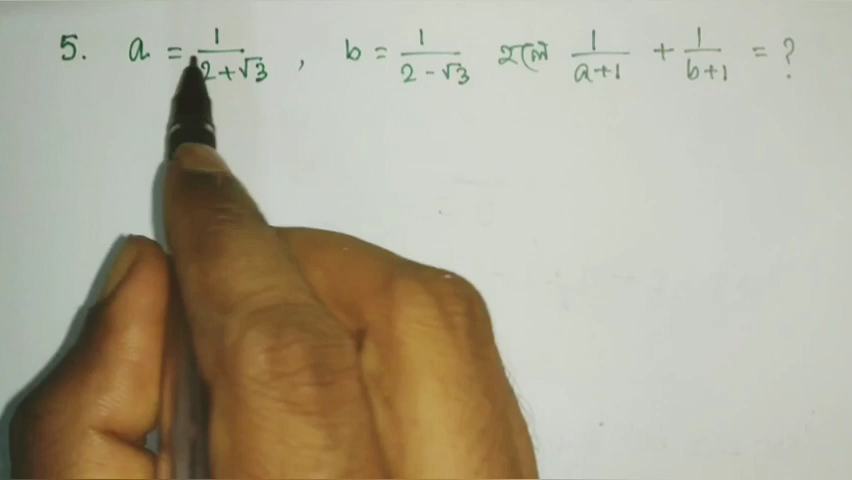 5. a = 1/(2+√3) , b = 1/(2-√3) হলে 1/(a+1) + 1/(b+1) = ?